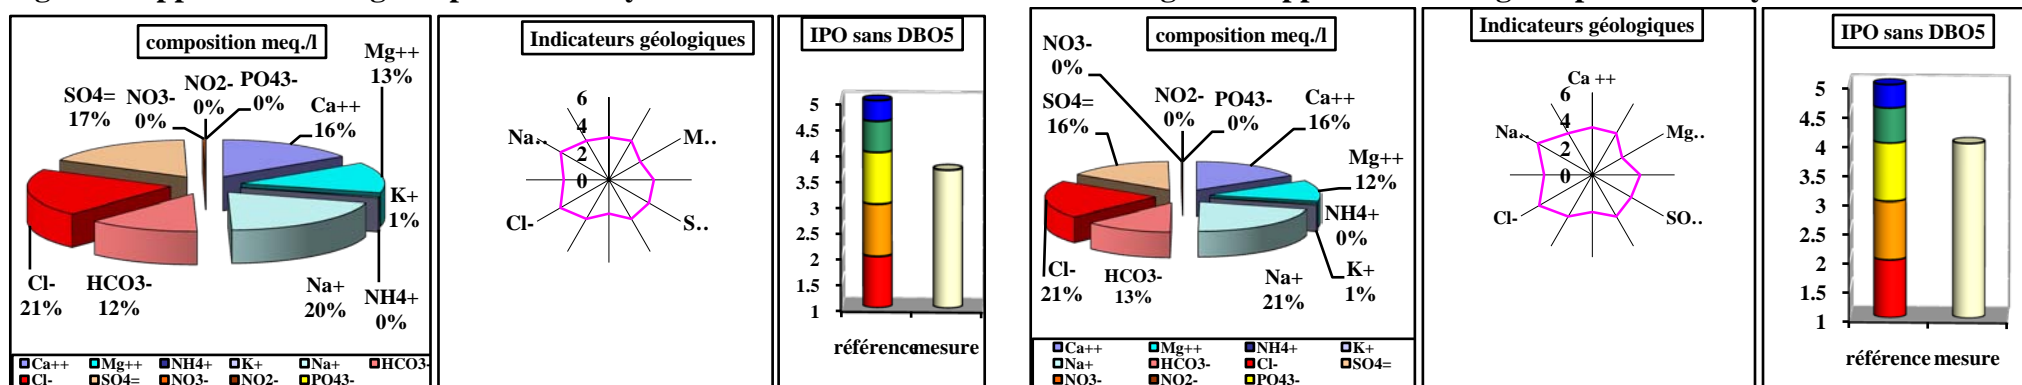 composition meq./l
Mg++
13%
NO2-
0%
PO43-
0%
SO4=
17%
NO3-
0%
Ca++
16%
K+
1%
Cl-
21%
HCO3-
12%
Na+
20%
NH4+
0%
Ca++ Mg++ NH4+ K+ Na+ HCO3-
Cl- SO4= NO3- NO2- PO43-
Indicateurs géologiques
6
4
2
0
Na..
M..
Cl-
S..
IPO sans DBO5
5
4.5
4
3.5
3
2.5
2
1.5
1
référence mesure
composition meq./l
NO3-
0%
SO4=
16%
NO2-
0%
PO43-
0%
Ca++
16%
Mg++
12%
NH4+
0%
Cl-
21%
HCO3-
13%
Na+
21%
K+
1%
Ca++ Mg++ NH4+ K+
Na+ HCO3- Cl- SO4=
NO3- NO2- PO43-
Indicateurs géologiques
Ca ++
6
4
2
0
Na..
Mg..
Cl-
SO..
IPO sans DBO5
5
4.5
4
3.5
3
2.5
2
1.5
1
référence mesure